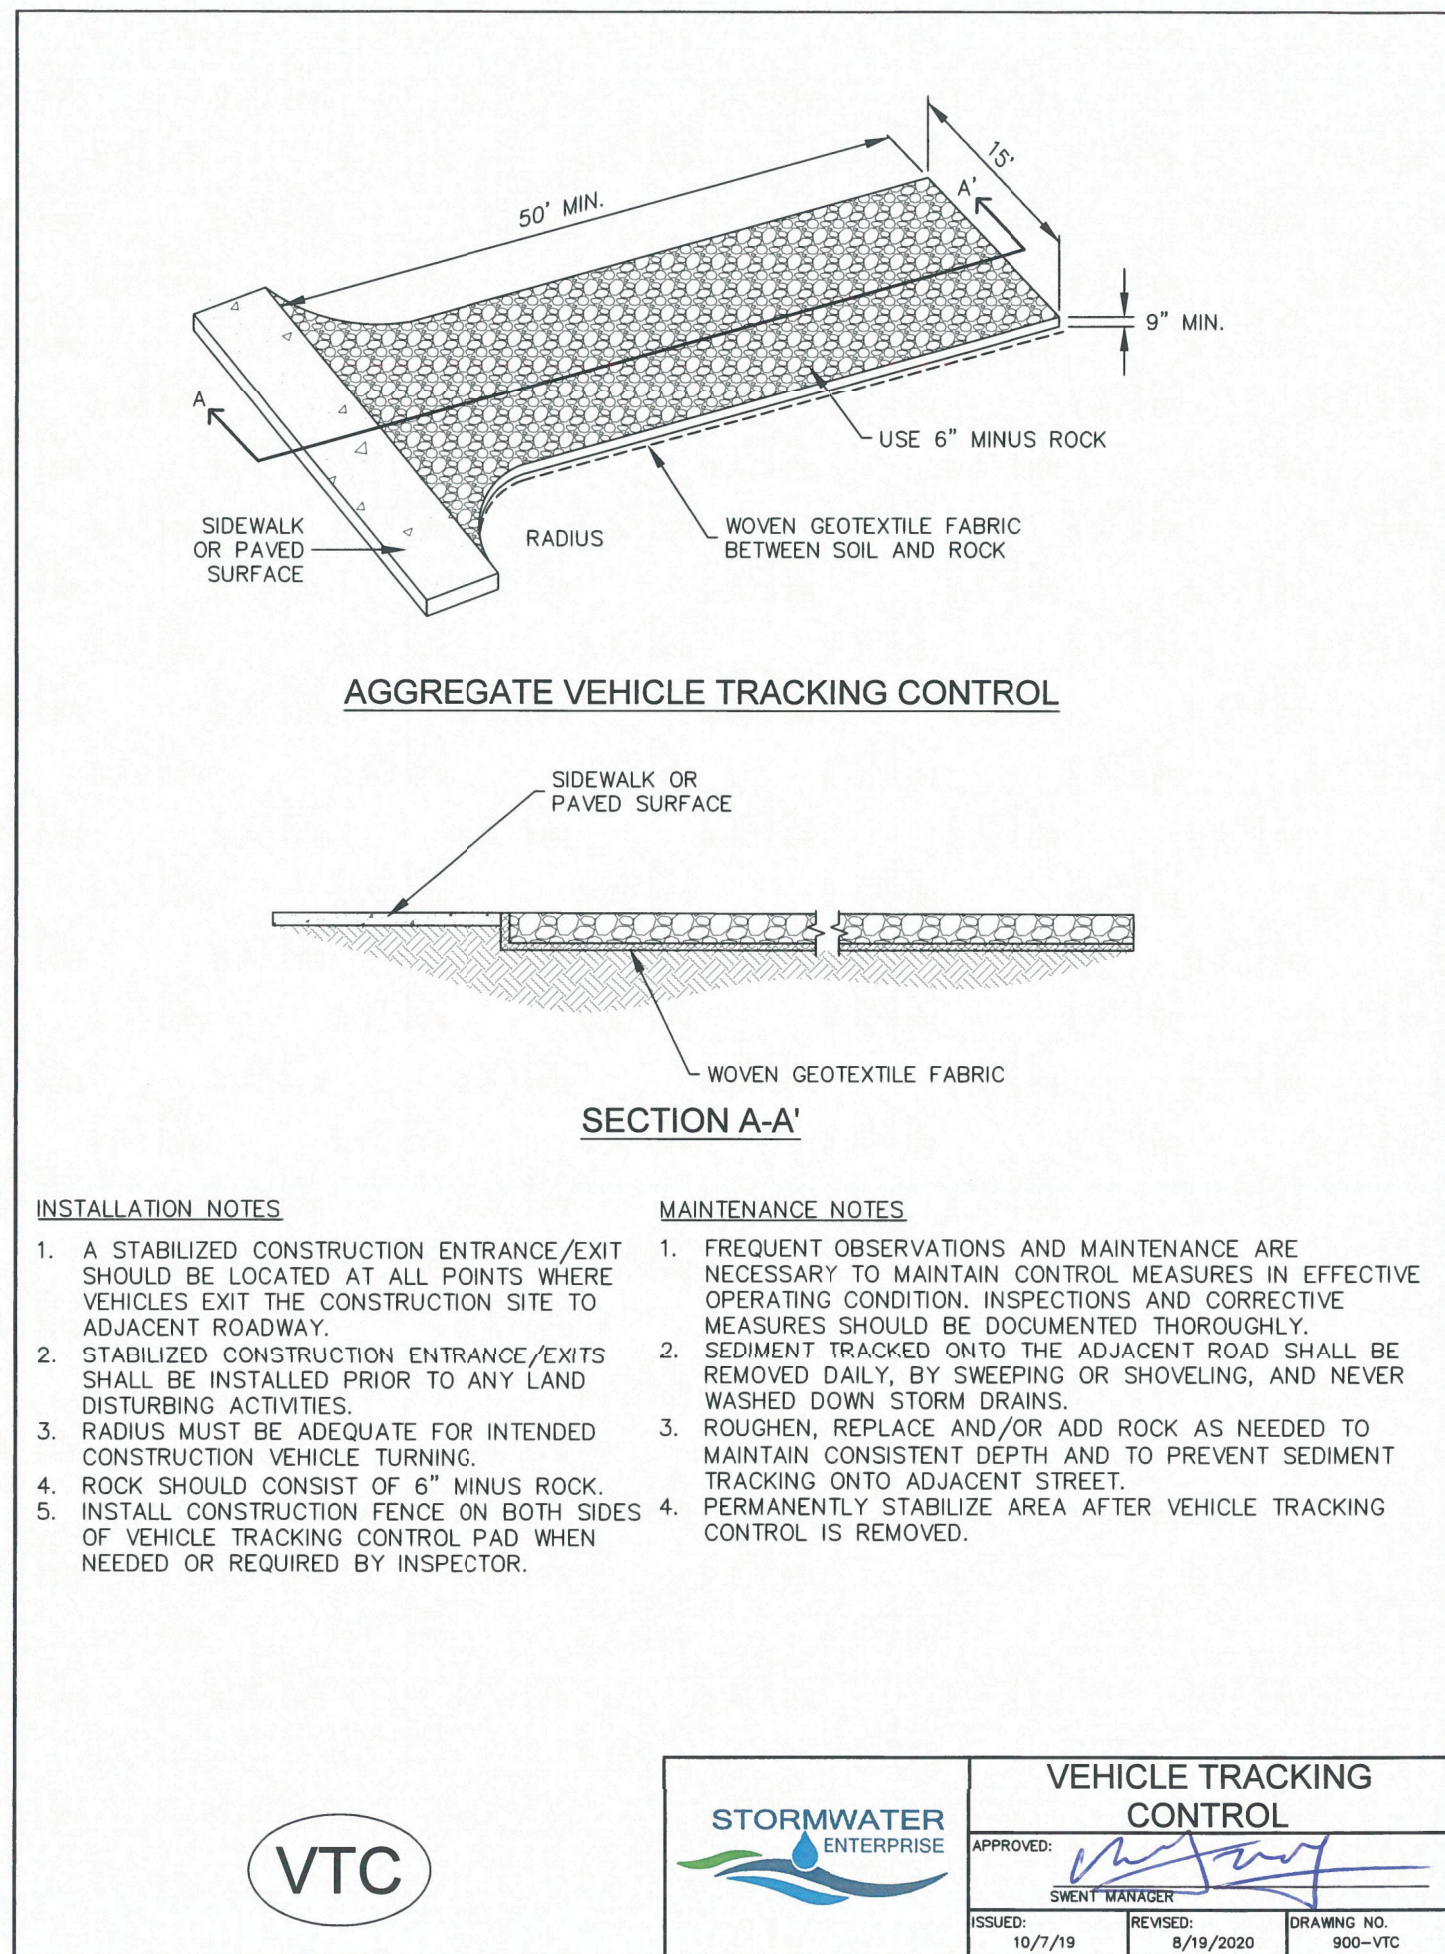 50' MIN.
15'
A'
9" MIN.
A
USE 6" MINUS ROCK
SIDEWALK
OR PAVED
SURFACE
RADIUS
WOVEN GEOTEXTILE FABRIC
BETWEEN SOIL AND ROCK
AGGREGATE VEHICLE TRACKING CONTROL
SIDEWALK OR
PAVED SURFACE
WOVEN GEOTEXTILE FABRIC
SECTION A-A'
INSTALLATION NOTES
1. A STABILIZED CONSTRUCTION ENTRANCE/EXIT
SHOULD BE LOCATED AT ALL POINTS WHERE
VEHICLES EXIT THE CONSTRUCTION SITE TO
ADJACENT ROADWAY.
2. STABILIZED CONSTRUCTION ENTRANCE/EXITS
SHALL BE INSTALLED PRIOR TO ANY LAND
DISTURBING ACTIVITIES.
3. RADIUS MUST BE ADEQUATE FOR INTENDED
CONSTRUCTION VEHICLE TURNING.
4. ROCK SHOULD CONSIST OF 6" MINUS ROCK.
5. INSTALL CONSTRUCTION FENCE ON BOTH SIDES
OF VEHICLE TRACKING CONTROL PAD WHEN
NEEDED OR REQUIRED BY INSPECTOR.
MAINTENANCE NOTES
1. FREQUENT OBSERVATIONS AND MAINTENANCE ARE
NECESSARY TO MAINTAIN CONTROL MEASURES IN EFFECTIVE
OPERATING CONDITION. INSPECTIONS AND CORRECTIVE
MEASURES SHOULD BE DOCUMENTED THOROUGHLY.
2. SEDIMENT TRACKED ONTO THE ADJACENT ROAD SHALL BE
REMOVED DAILY, BY SWEEPING OR SHOVELING, AND NEVER
WASHED DOWN STORM DRAINS.
3. ROUGHEN, REPLACE AND/OR ADD ROCK AS NEEDED TO
MAINTAIN CONSISTENT DEPTH AND TO PREVENT SEDIMENT
TRACKING ONTO ADJACENT STREET.
4. PERMANENTLY STABILIZE AREA AFTER VEHICLE TRACKING
CONTROL IS REMOVED.
VTC
STORMWATER
ENTERPRISE
VEHICLE TRACKING
CONTROL
APPROVED:
SWENT MANAGER
ISSUED:
10/7/19
REVISED:
8/19/2020
DRAWING NO.
900-VTC